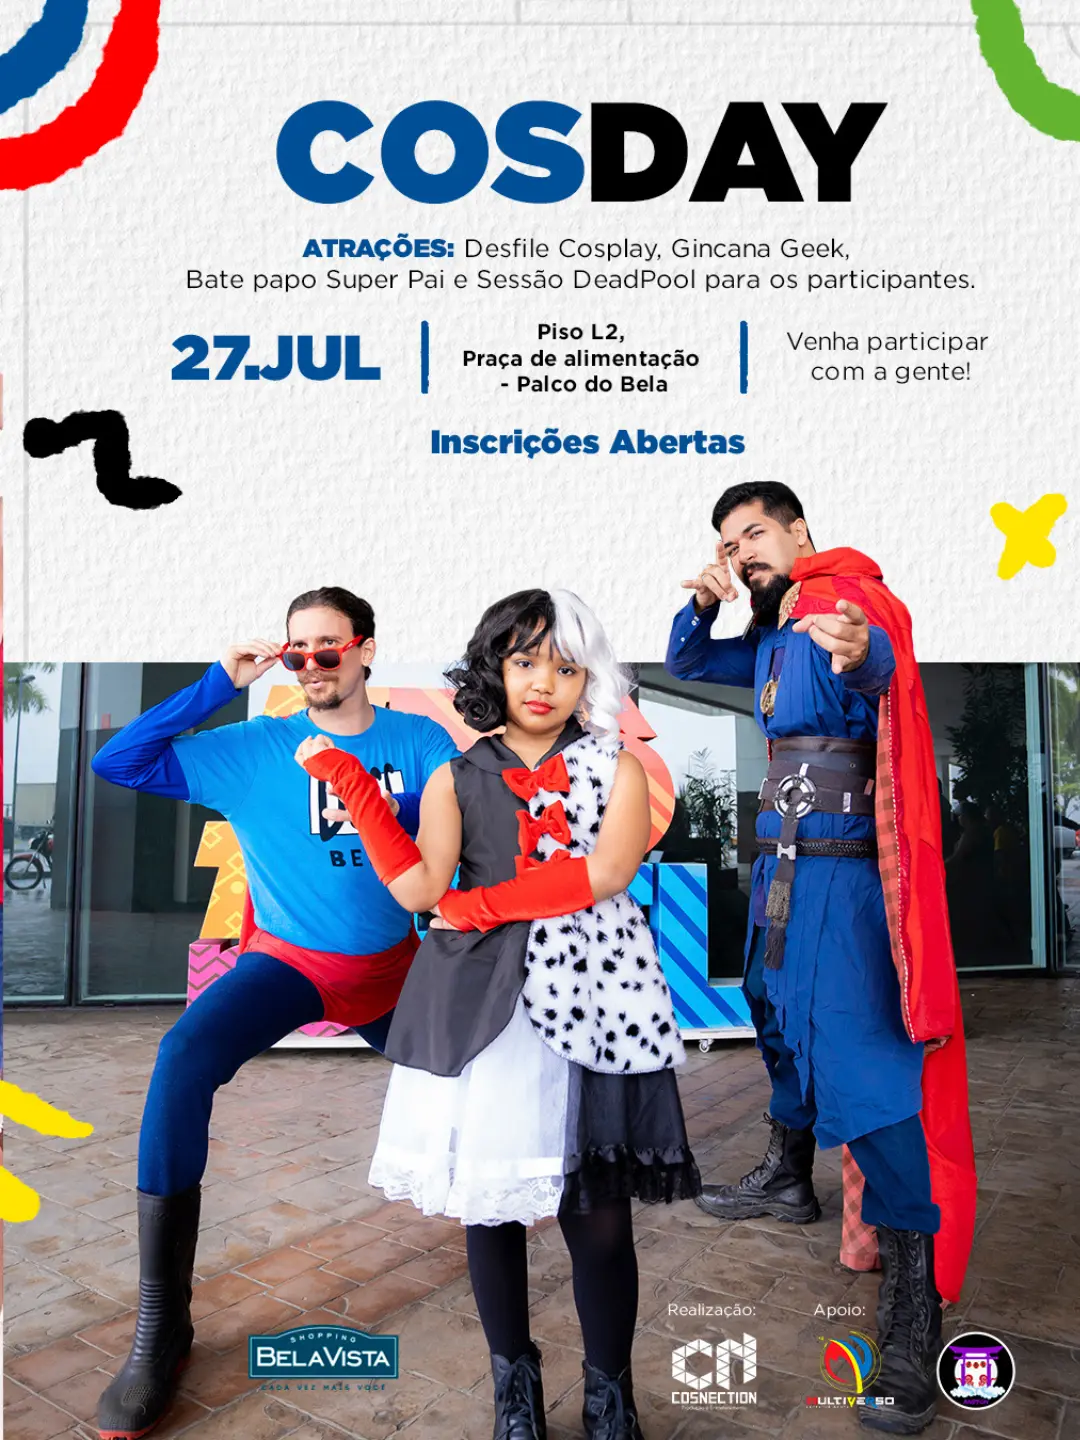 COSDAY
ATRAÇÕES: Desfile Cosplay, Gincana Geek,
Bate papo Super Pai e Sessão DeadPool para os participantes.
27.JUL
Piso L2,
Praça de alimentação
- Palco do Bela
Venha participar
com a gente!
Inscrições Abertas
BE
Realização:
Apoio:
SHOPPING
BELAVISTA
CADA VEZ MAIS VOCÊ
COSNECTION
MULTIVERSO